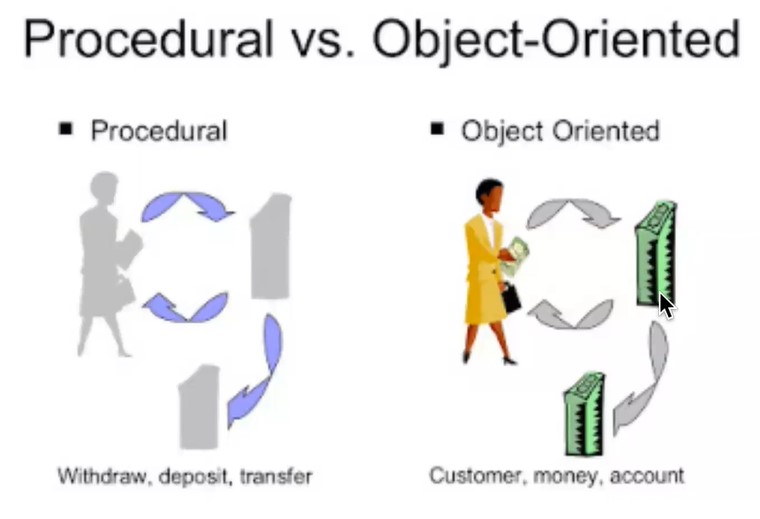 Procedural vs. Object-Oriented
Procedural
Object Oriented
Withdraw, deposit, transfer
Customer, money, account